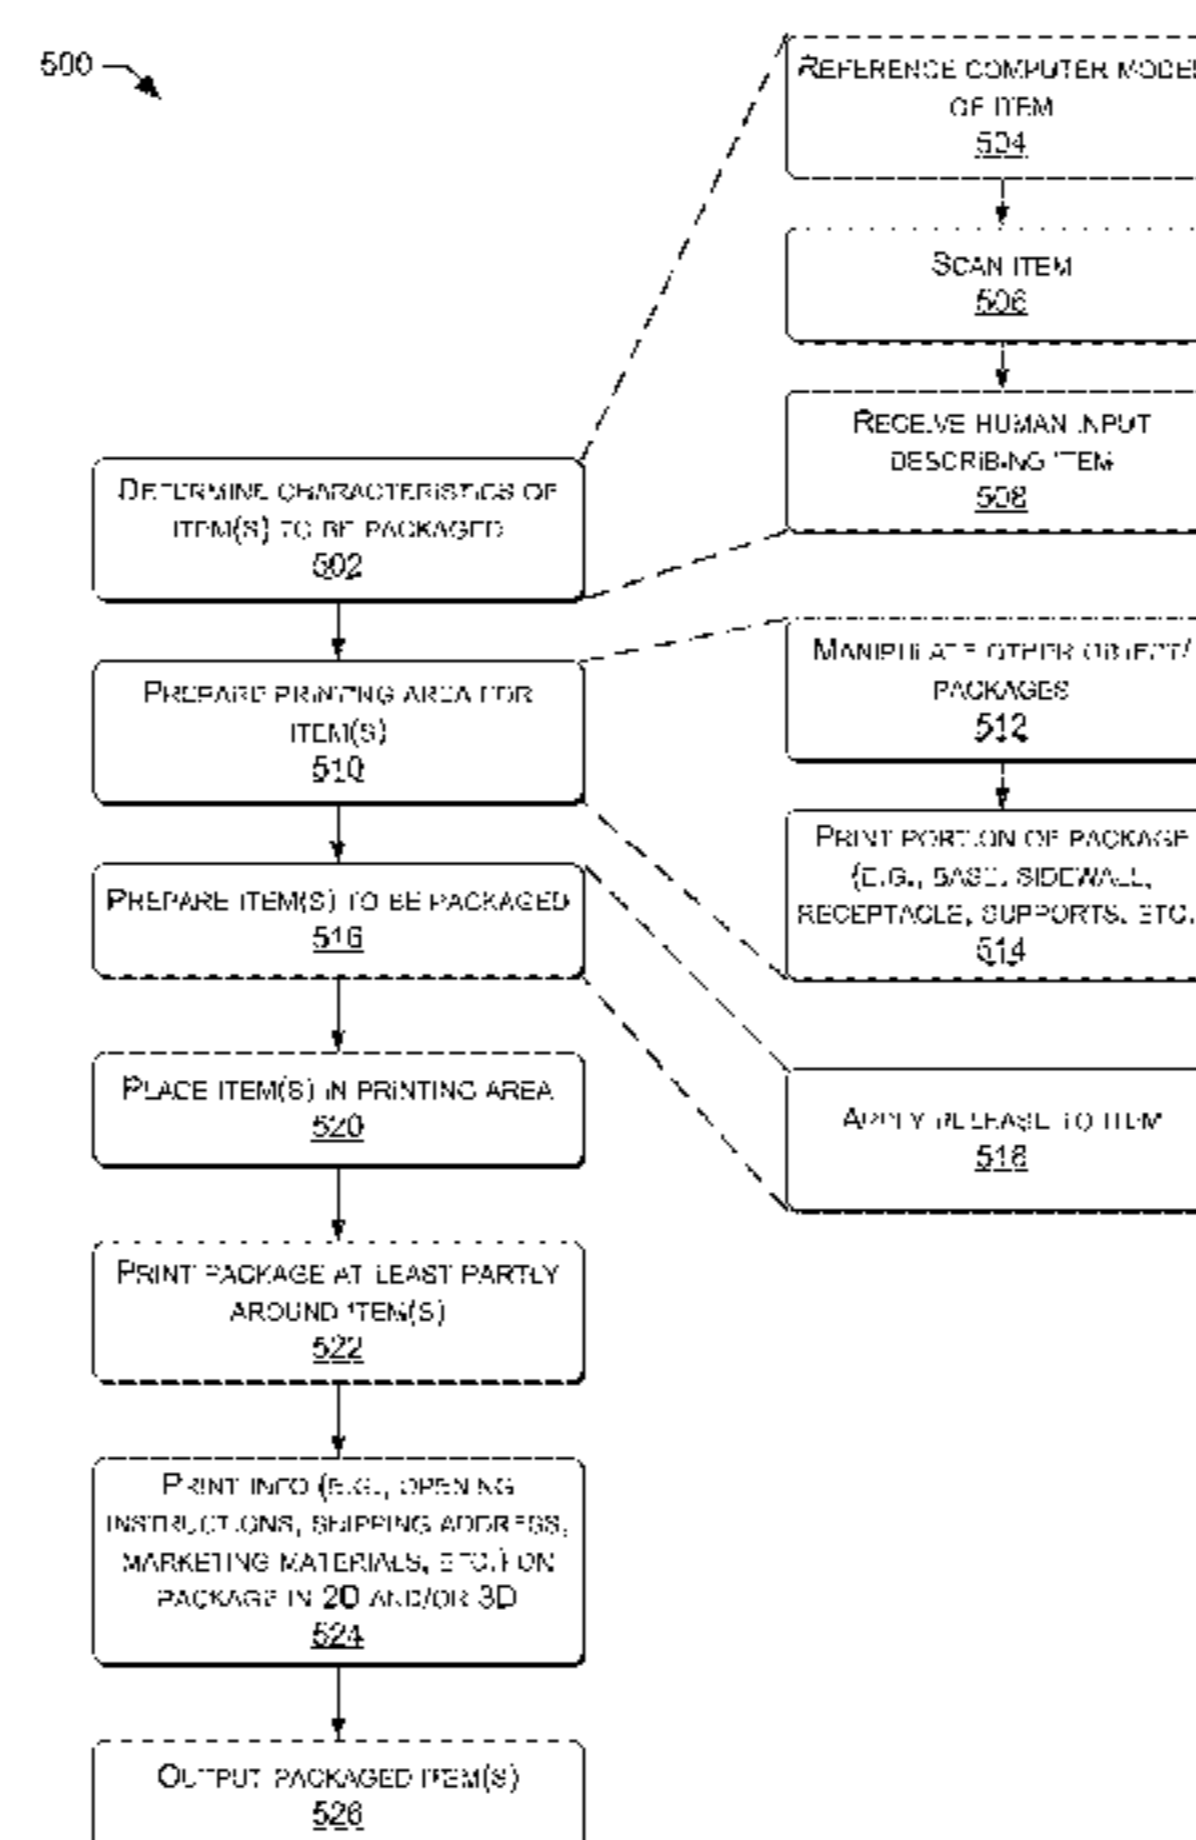 500
REFERENCE COMPUTER MODEL
OF ITEM
504
SCAN ITEM
506
RECEIVE HUMAN INPUT
DESCRIBING ITEM
508
DETERMINE CHARACTERISTICS OF
ITEM(S) TO BE PACKAGED
502
PREPARE PRINTING AREA FOR
ITEM(S)
510
MANIPULATE OTHER OBJECT/
PACKAGES
512
PRINT PORTION OF PACKAGE
(E.G., BASE, SIDEWALL,
RECEPTACLE, SUPPORTS, ETC.
514
PREPARE ITEM(S) TO BE PACKAGED
516
APPLY RELEASE TO ITEM
518
PLACE ITEM(S) IN PRINTING AREA
520
PRINT PACKAGE AT LEAST PARTLY
AROUND ITEM(S)
522
PRINT INFO (E.G., OPENING
INSTRUCTIONS, SHIPPING ADDRESS,
MARKETING MATERIALS, ETC.) ON
PACKAGE IN 2D AND/OR 3D
524
OUTPUT PACKAGED ITEM(S)
526